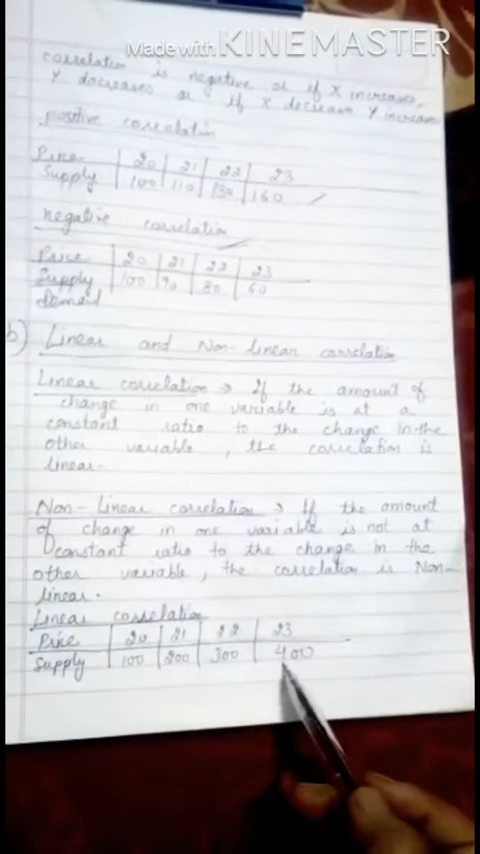 Made with KINEMASTER
correlation is negative or if X increases,
Y decreases or if X decrease Y increase
positive correlation
Price 20 21 22 23
Supply 100 110 130 160
negative correlation
Price 20 21 22 23
Supply 100 90 80 60
demand
b) Linear and Non-linear correlation
Linear correlation → If the amount of
change in one variable is at a
constant ratio to the change in the
other variable, the correlation is
linear.
Non-Linear correlation → If the amount
of change in one variable is not at
constant ratio to the change in the
other variable, the correlation is Non-
linear.
Linear correlation
Price 20 21 22 23
Supply 100 200 300 400